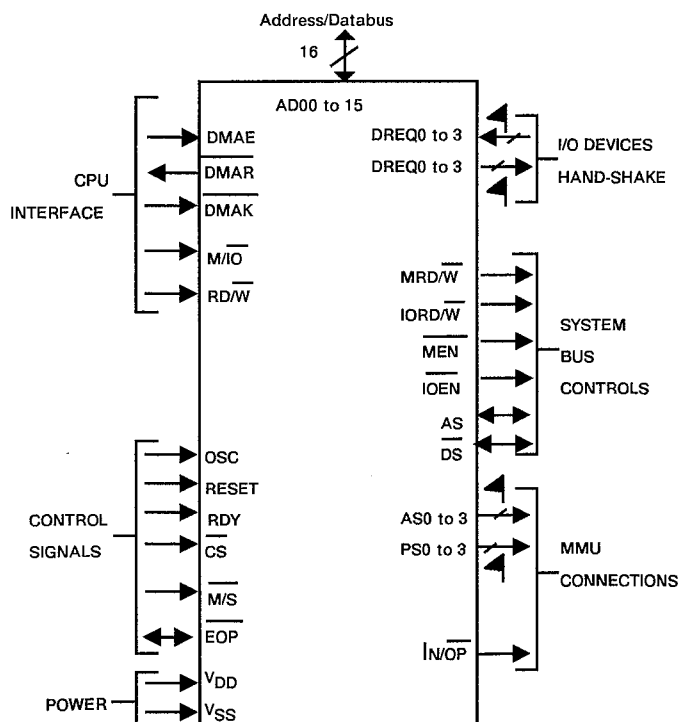 Address/Databus
16
AD00 to 15
DMAE
DMAR
DMAK
M/IO
RD/W
CPU
INTERFACE
DREQ0 to 3
DREQ0 to 3
I/O DEVICES
HAND-SHAKE
MRD/W
IORD/W
MEN
IOEN
AS
DS
SYSTEM
BUS
CONTROLS
OSC
RESET
RDY
CS
M/S
EOP
CONTROL
SIGNALS
AS0 to 3
PS0 to 3
IN/OP
MMU
CONNECTIONS
VDD
VSS
POWER